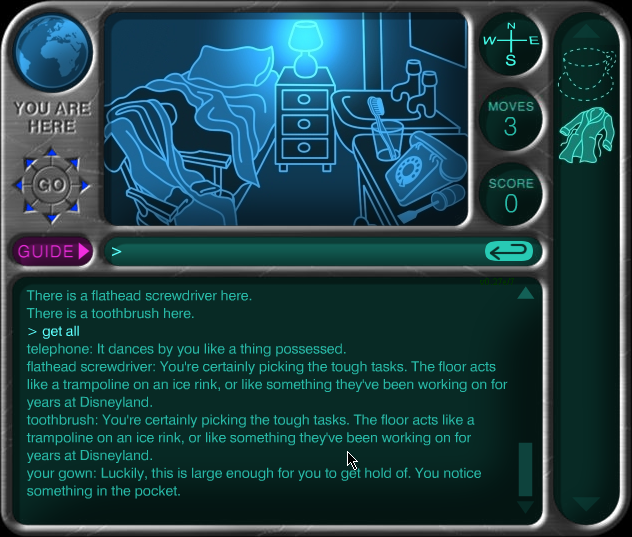 YOU ARE
HERE
GO
N
W E
S
MOVES
3
SCORE
0
GUIDE
>
There is a flathead screwdriver here.
There is a toothbrush here.
> get all
telephone: It dances by you like a thing possessed.
flathead screwdriver: You're certainly picking the tough tasks. The floor acts
like a trampoline on an ice rink, or like something they've been working on for
years at Disneyland.
toothbrush: You're certainly picking the tough tasks. The floor acts like a
trampoline on an ice rink, or like something they've been working on for
years at Disneyland.
your gown: Luckily, this is large enough for you to get hold of. You notice
something in the pocket.